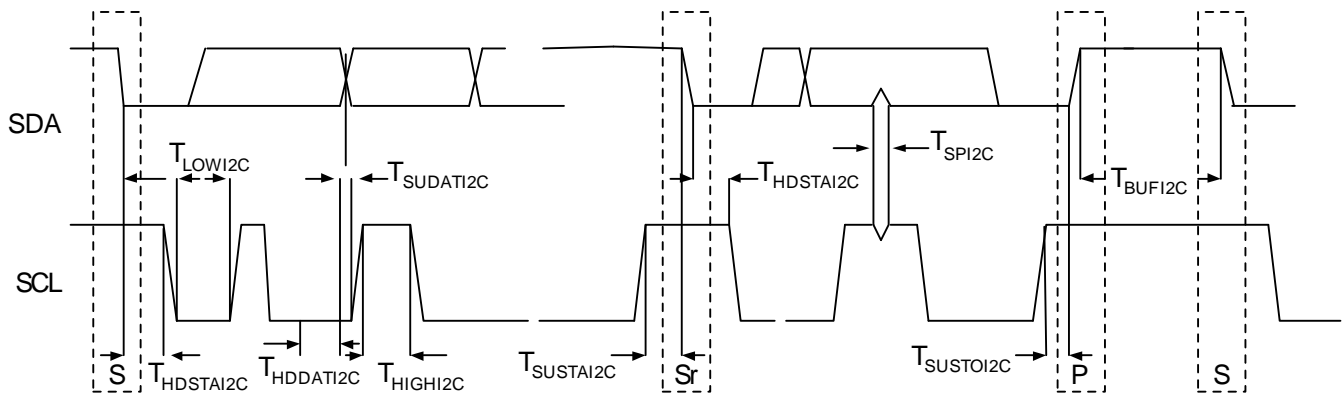 SDA
T_LOWI2C
T_SUDATI2C
T_SPI2C
T_HDSTAI2C
T_BUFI2C
SCL
S
T_HDSTAI2C
T_HDDATI2C
T_HIGHI2C
T_SUSTAI2C
Sr
T_SUSTOI2C
P
S